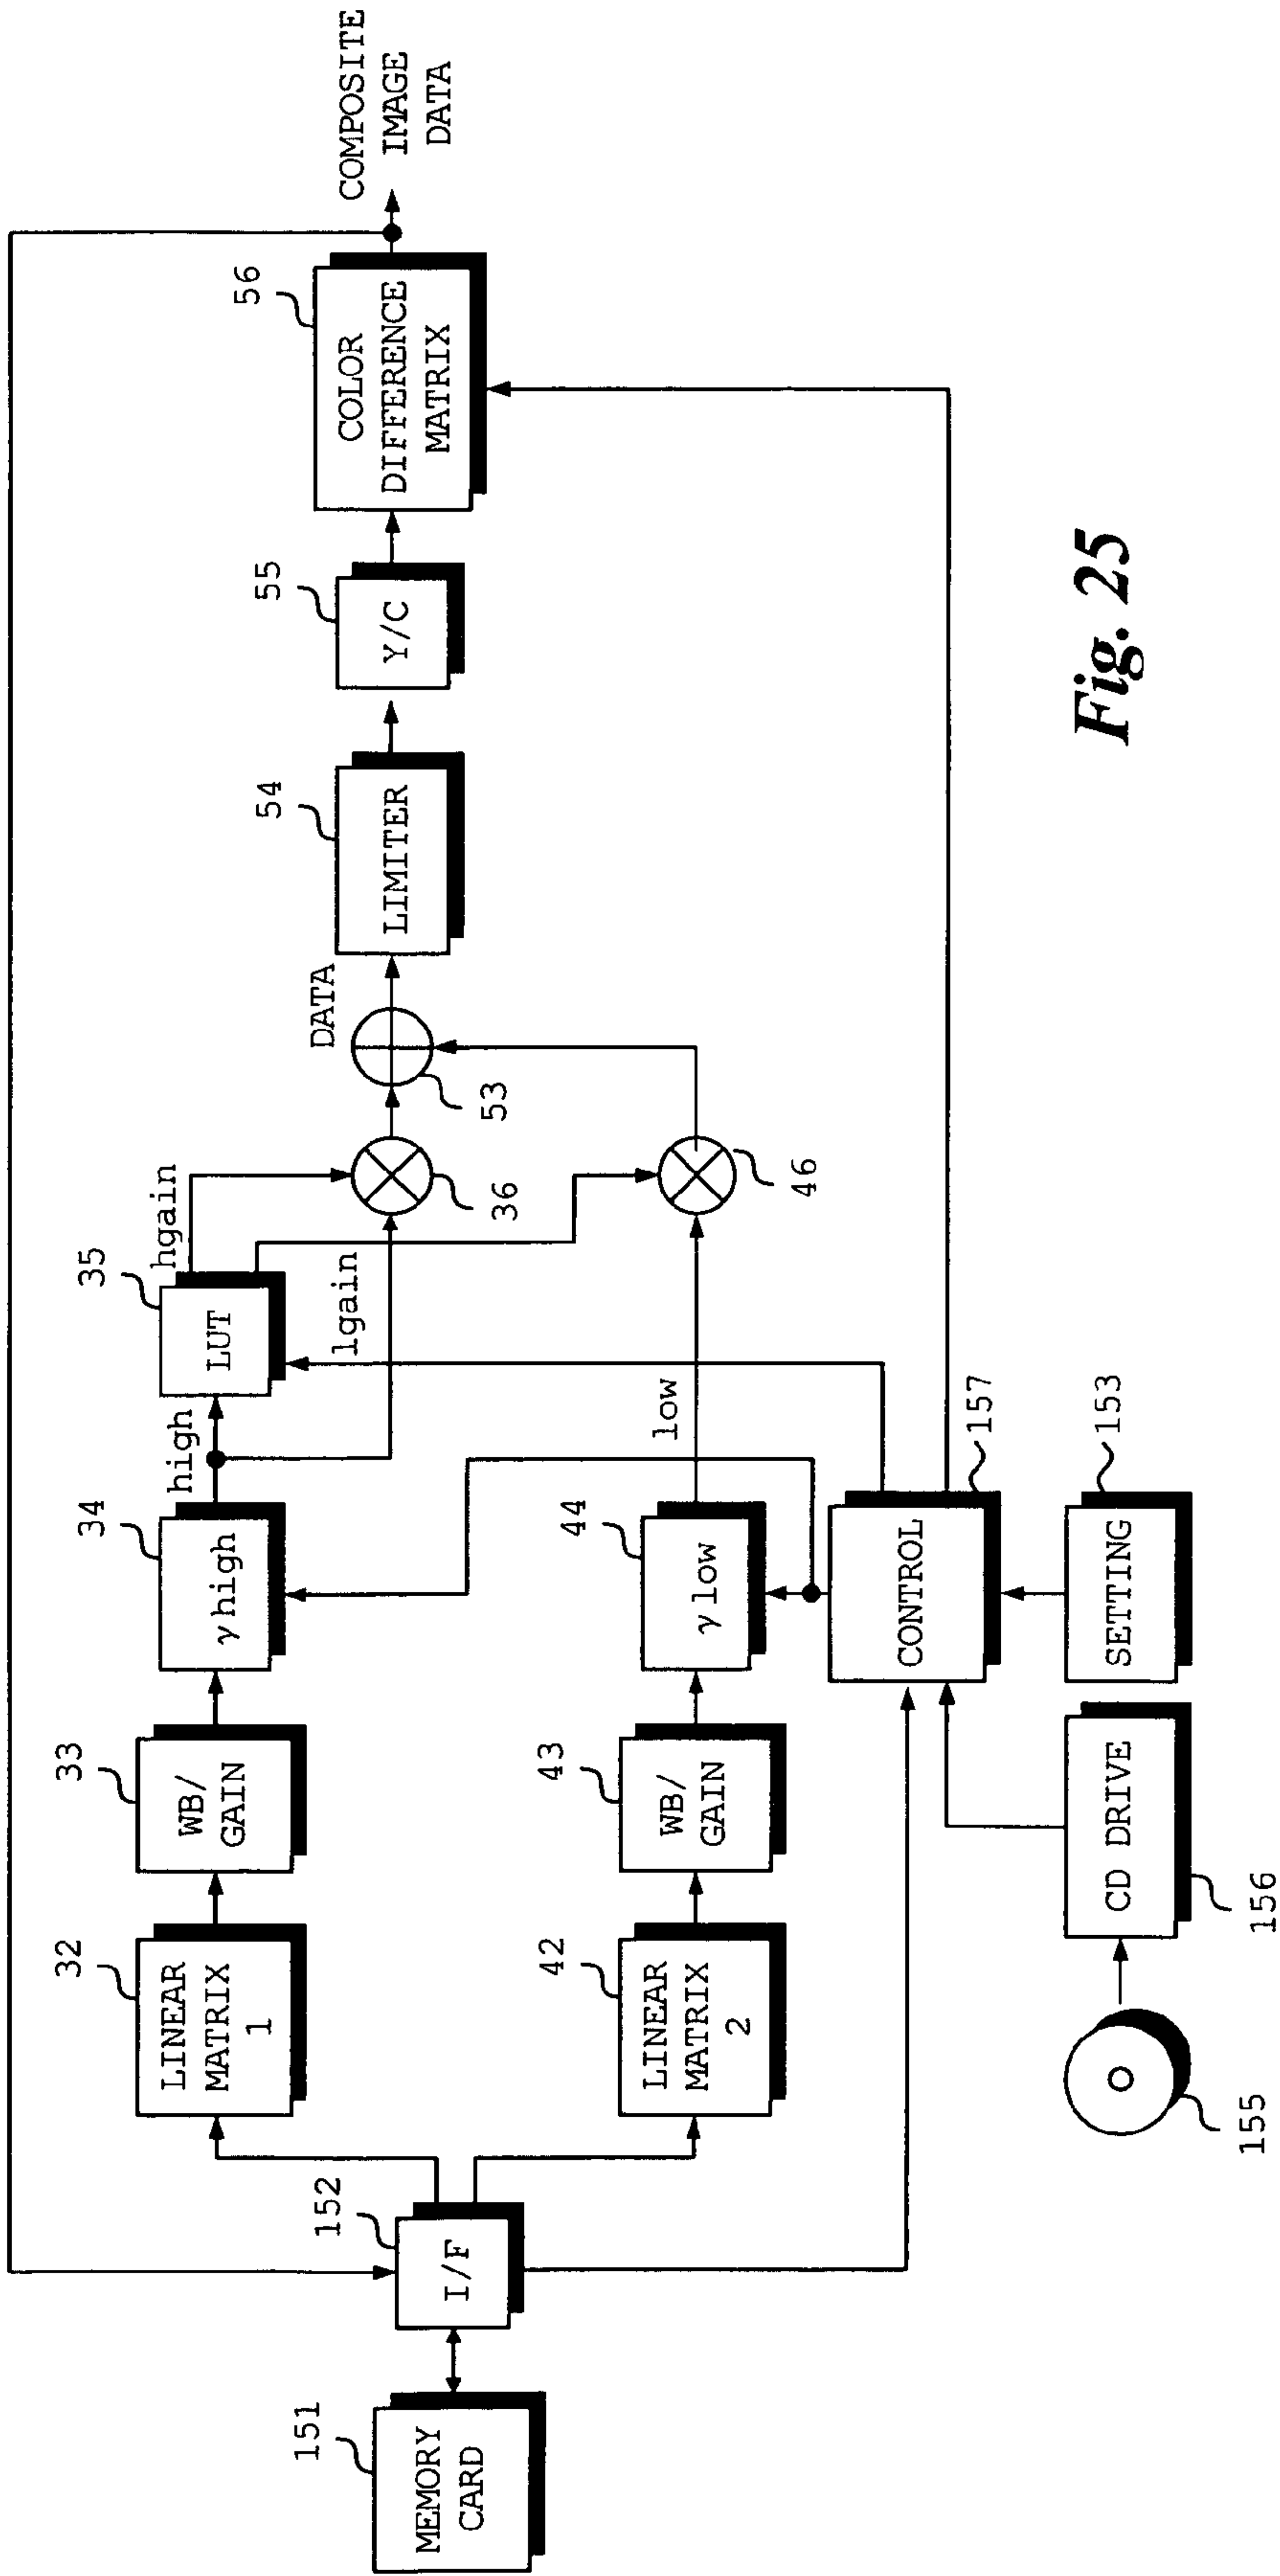 COMPOSITE
IMAGE
DATA
56
COLOR
DIFFERENCE
MATRIX
55
Y/C
54
LIMITER
DATA
53
hgain
36
46
35
LUT
lgain
high
low
34
γhigh
44
γlow
157
CONTROL
153
SETTING
33
WB/
GAIN
43
WB/
GAIN
CD DRIVE
156
32
LINEAR
MATRIX
1
42
LINEAR
MATRIX
2
155
152
I/F
151
MEMORY
CARD
Fig. 25